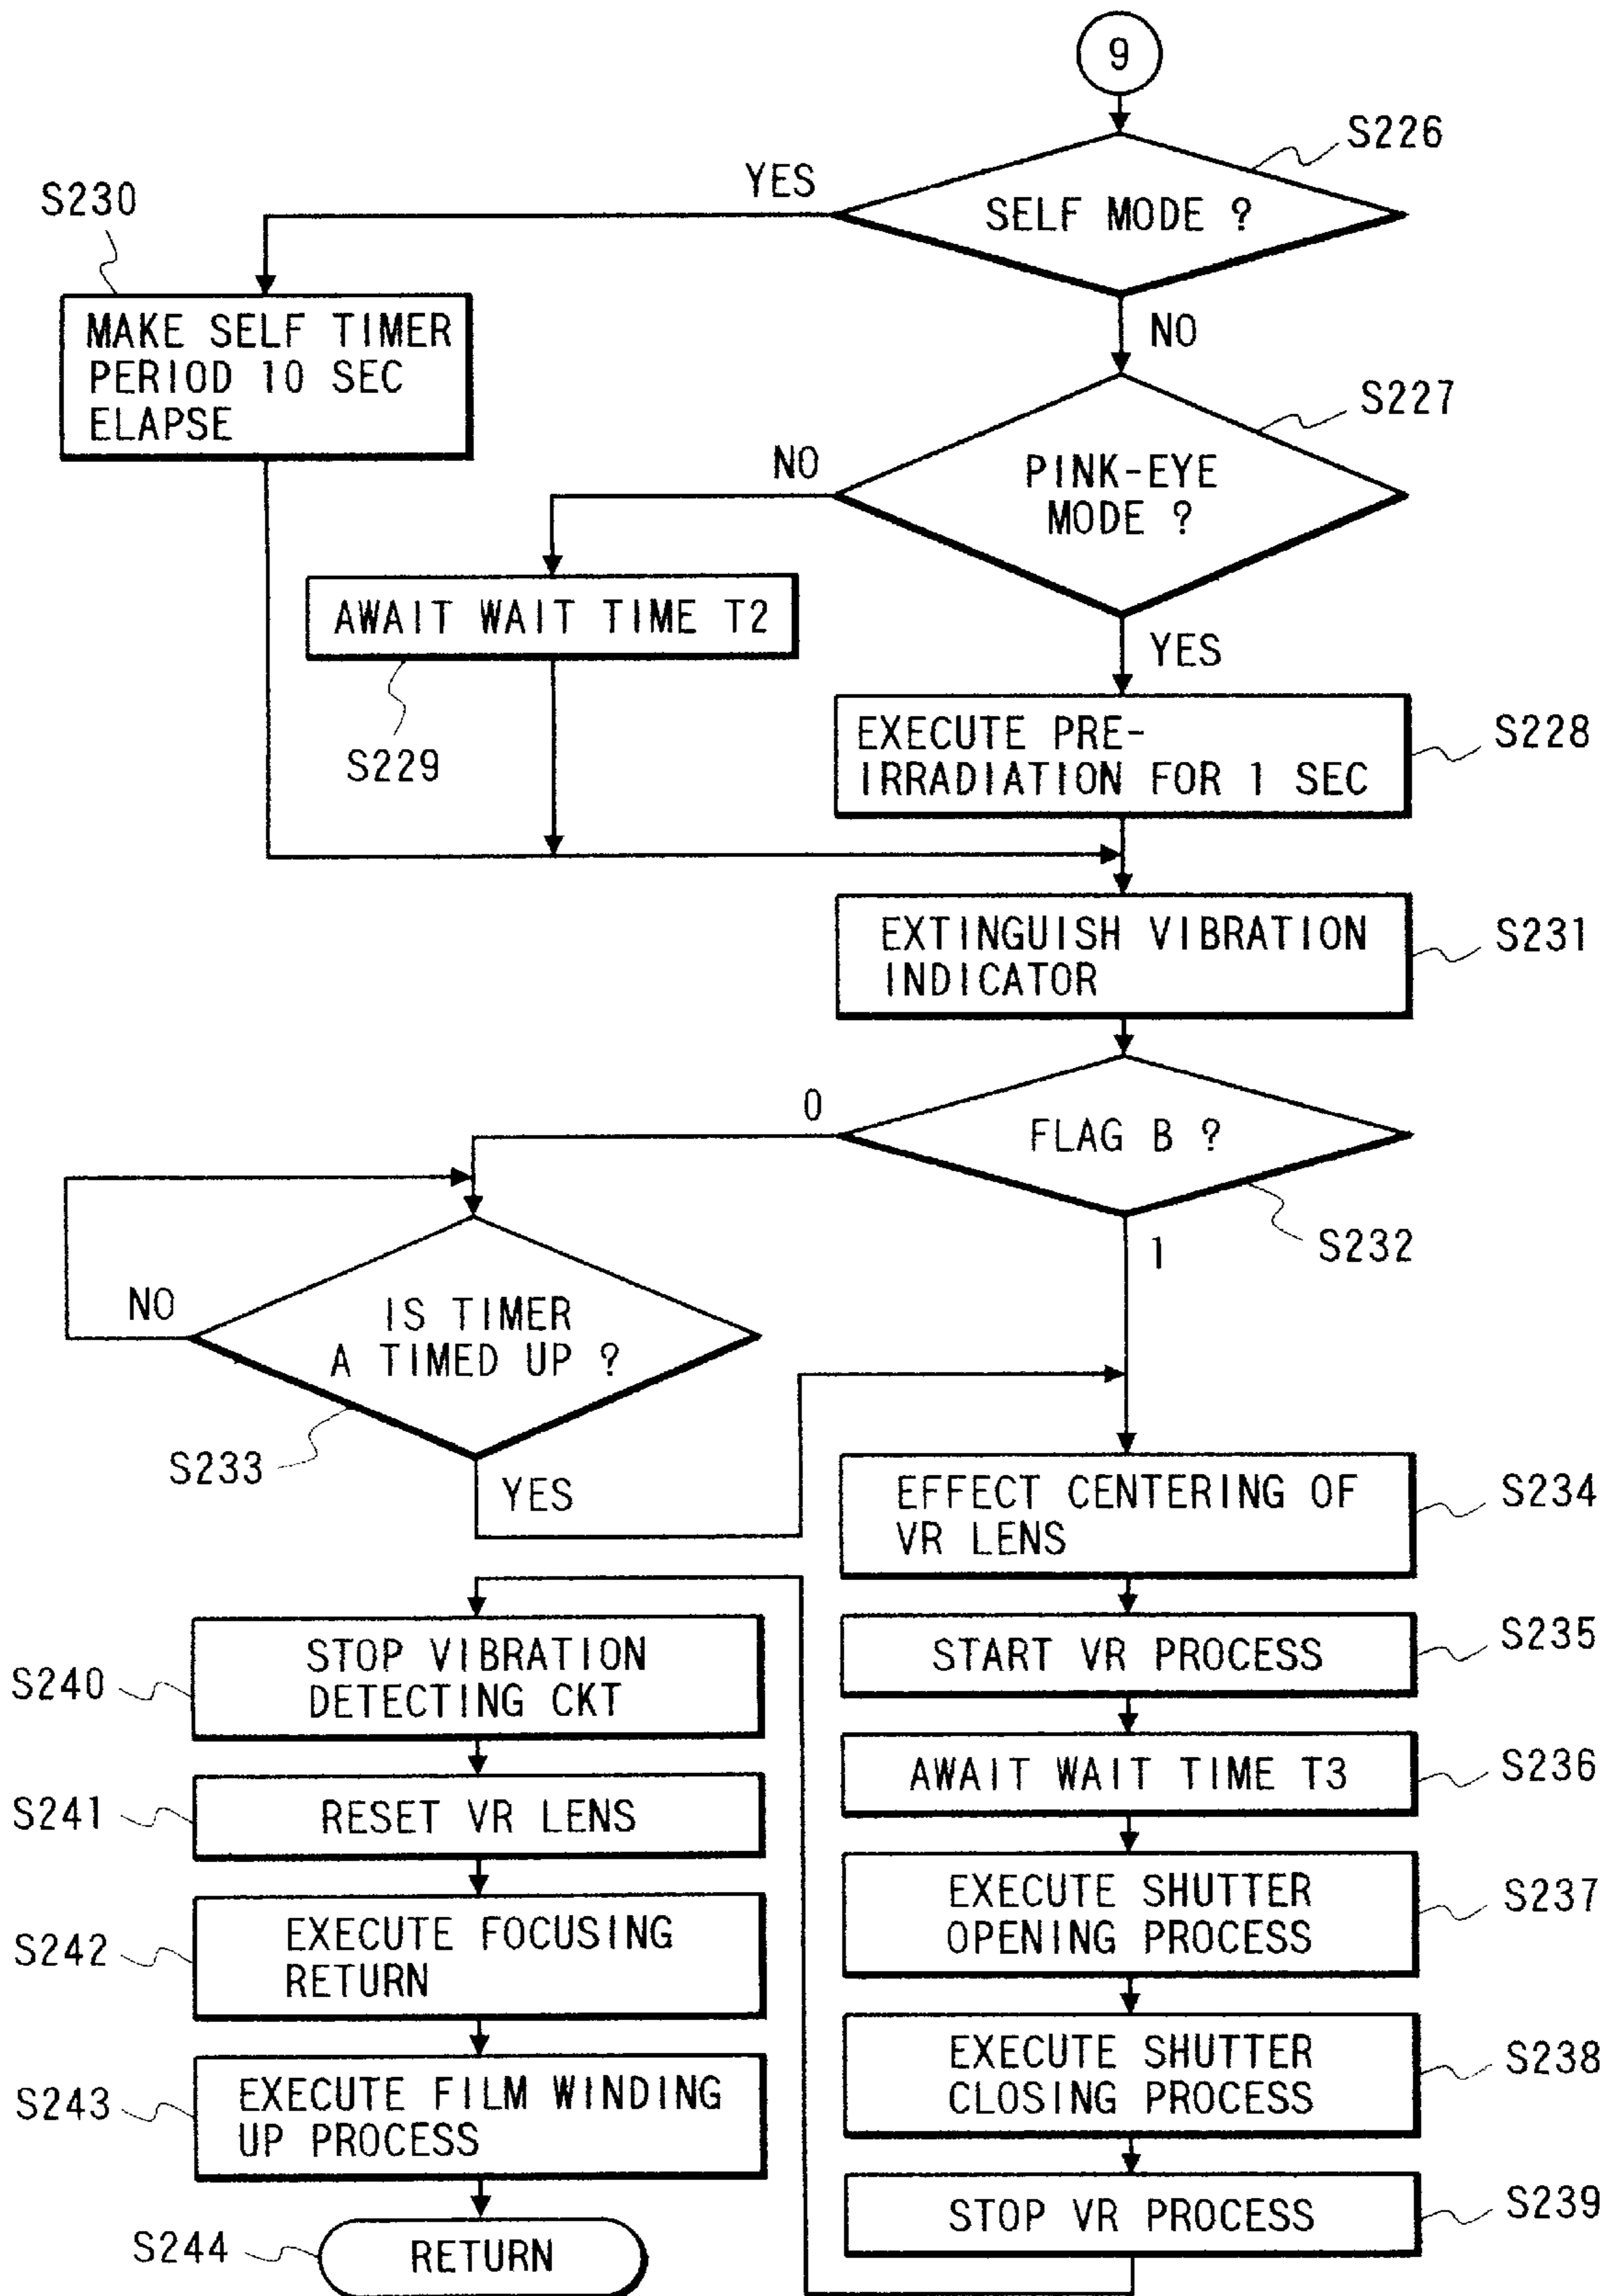 9
S226
YES
SELF MODE ?
S230
NO
MAKE SELF TIMER
PERIOD 10 SEC
ELAPSE
S227
NO
PINK-EYE
MODE ?
AWAIT WAIT TIME T2
YES
S229
EXECUTE PRE-
IRRADIATION FOR 1 SEC
S228
EXTINGUISH VIBRATION
INDICATOR
S231
0
FLAG B ?
S232
1
NO
IS TIMER
A TIMED UP ?
S233
YES
EFFECT CENTERING OF
VR LENS
S234
START VR PROCESS
S235
AWAIT WAIT TIME T3
S236
EXECUTE SHUTTER
OPENING PROCESS
S237
EXECUTE SHUTTER
CLOSING PROCESS
S238
STOP VR PROCESS
S239
STOP VIBRATION
DETECTING CKT
S240
RESET VR LENS
S241
EXECUTE FOCUSING
RETURN
S242
EXECUTE FILM WINDING
UP PROCESS
S243
RETURN
S244